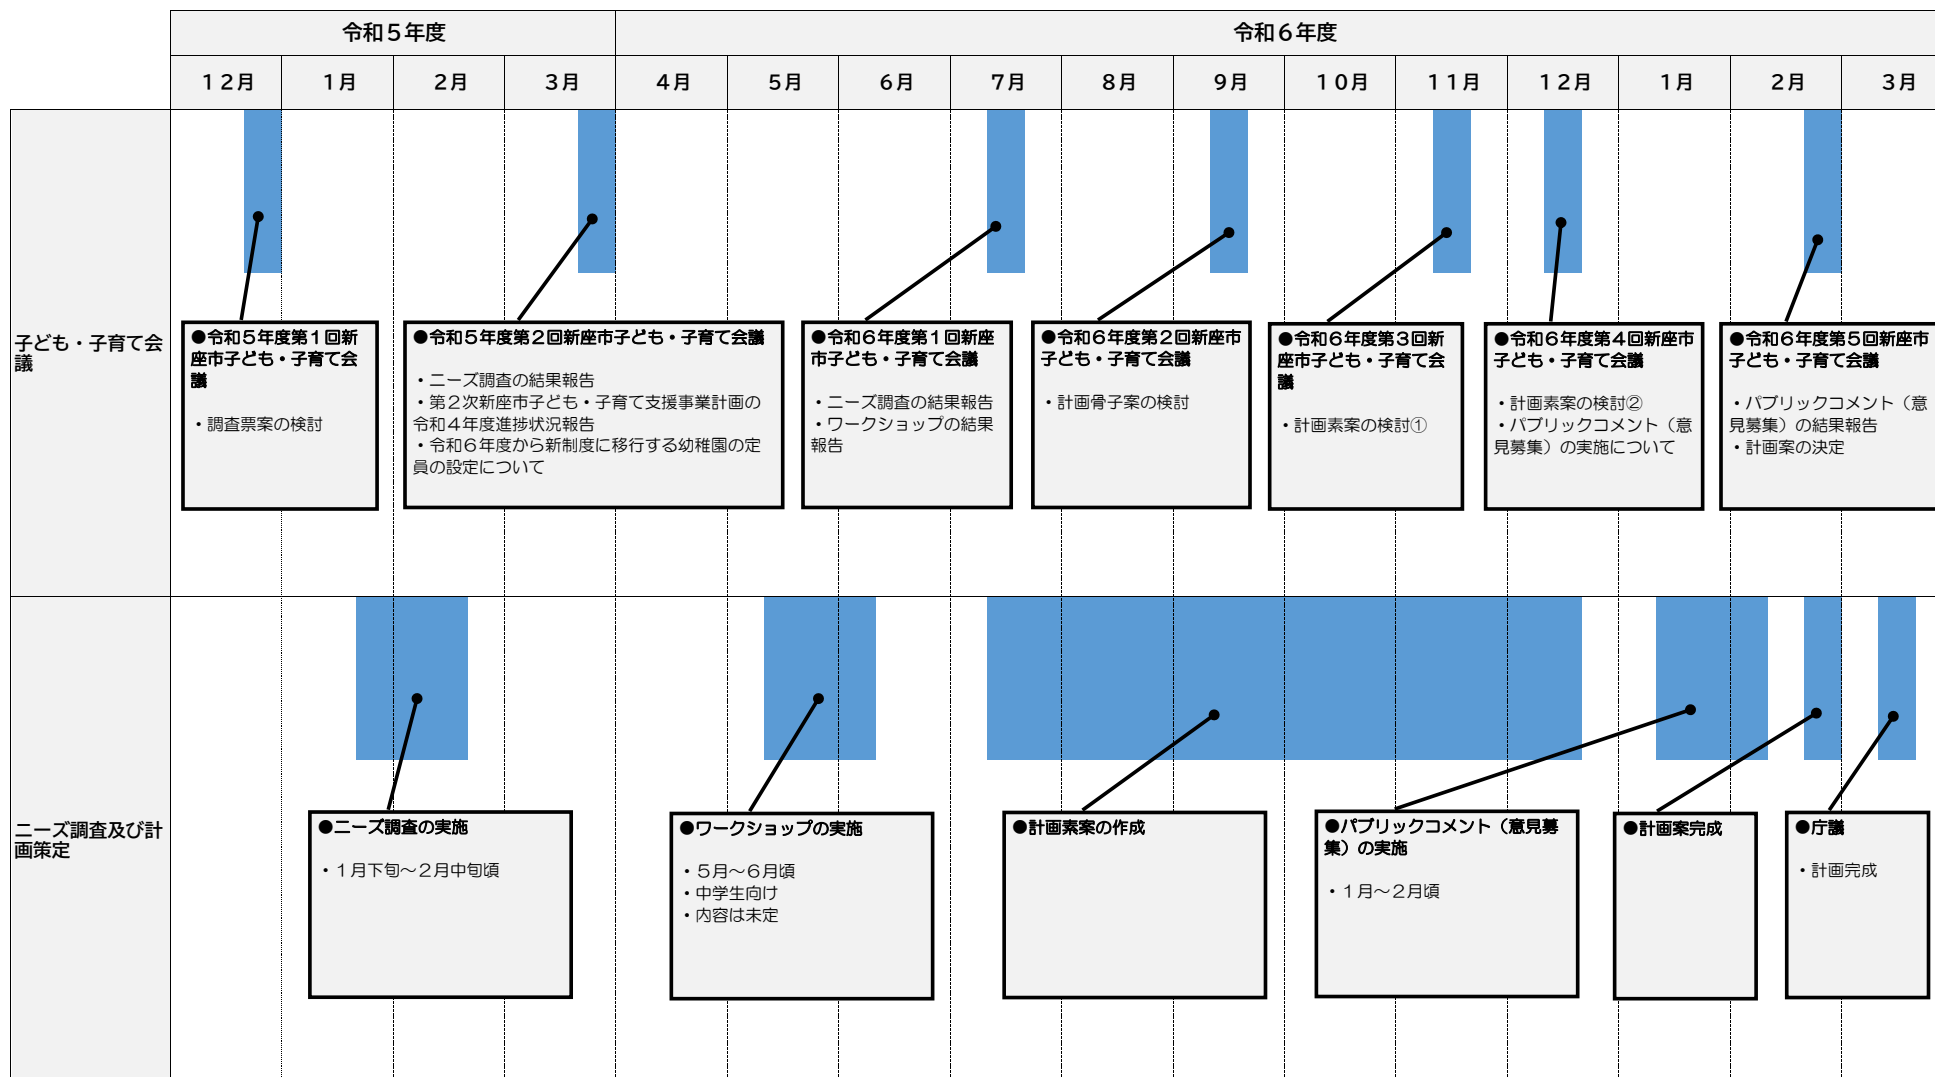 令和５年度
令和６年度
１２月
１月
２月
３月
４月
５月
６月
７月
８月
９月
１０月
１１月
１２月
１月
２月
３月
子ども・子育て会
議
●令和５年度第１回新
座市子ども・子育て会
議
・調査票案の検討
●令和５年度第２回新座市子ども・子育て会議
・ニーズ調査の結果報告
・第２次新座市子ども・子育て支援事業計画の
令和４年度進捗状況報告
・令和６年度から新制度に移行する幼稚園の定
員の設定について
●令和６年度第１回新座
市子ども・子育て会議
・ニーズ調査の結果報告
・ワークショップの結果
報告
●令和６年度第２回新座市
子ども・子育て会議
・計画骨子案の検討
●令和６年度第３回新
座市子ども・子育て会
議
・計画素案の検討①
●令和６年度第４回新座市
子ども・子育て会議
・計画素案の検討②
・パブリックコメント（意
見募集）の実施について
●令和６年度第５回新座市
子ども・子育て会議
・パブリックコメント（意
見募集）の結果報告
・計画案の決定
ニーズ調査及び計
画策定
●ニーズ調査の実施
・１月下旬～２月中旬頃
●ワークショップの実施
・５月～６月頃
・中学生向け
・内容は未定
●計画素案の作成
●パブリックコメント（意見募
集）の実施
・１月～２月頃
●計画案完成
●庁議
・計画完成